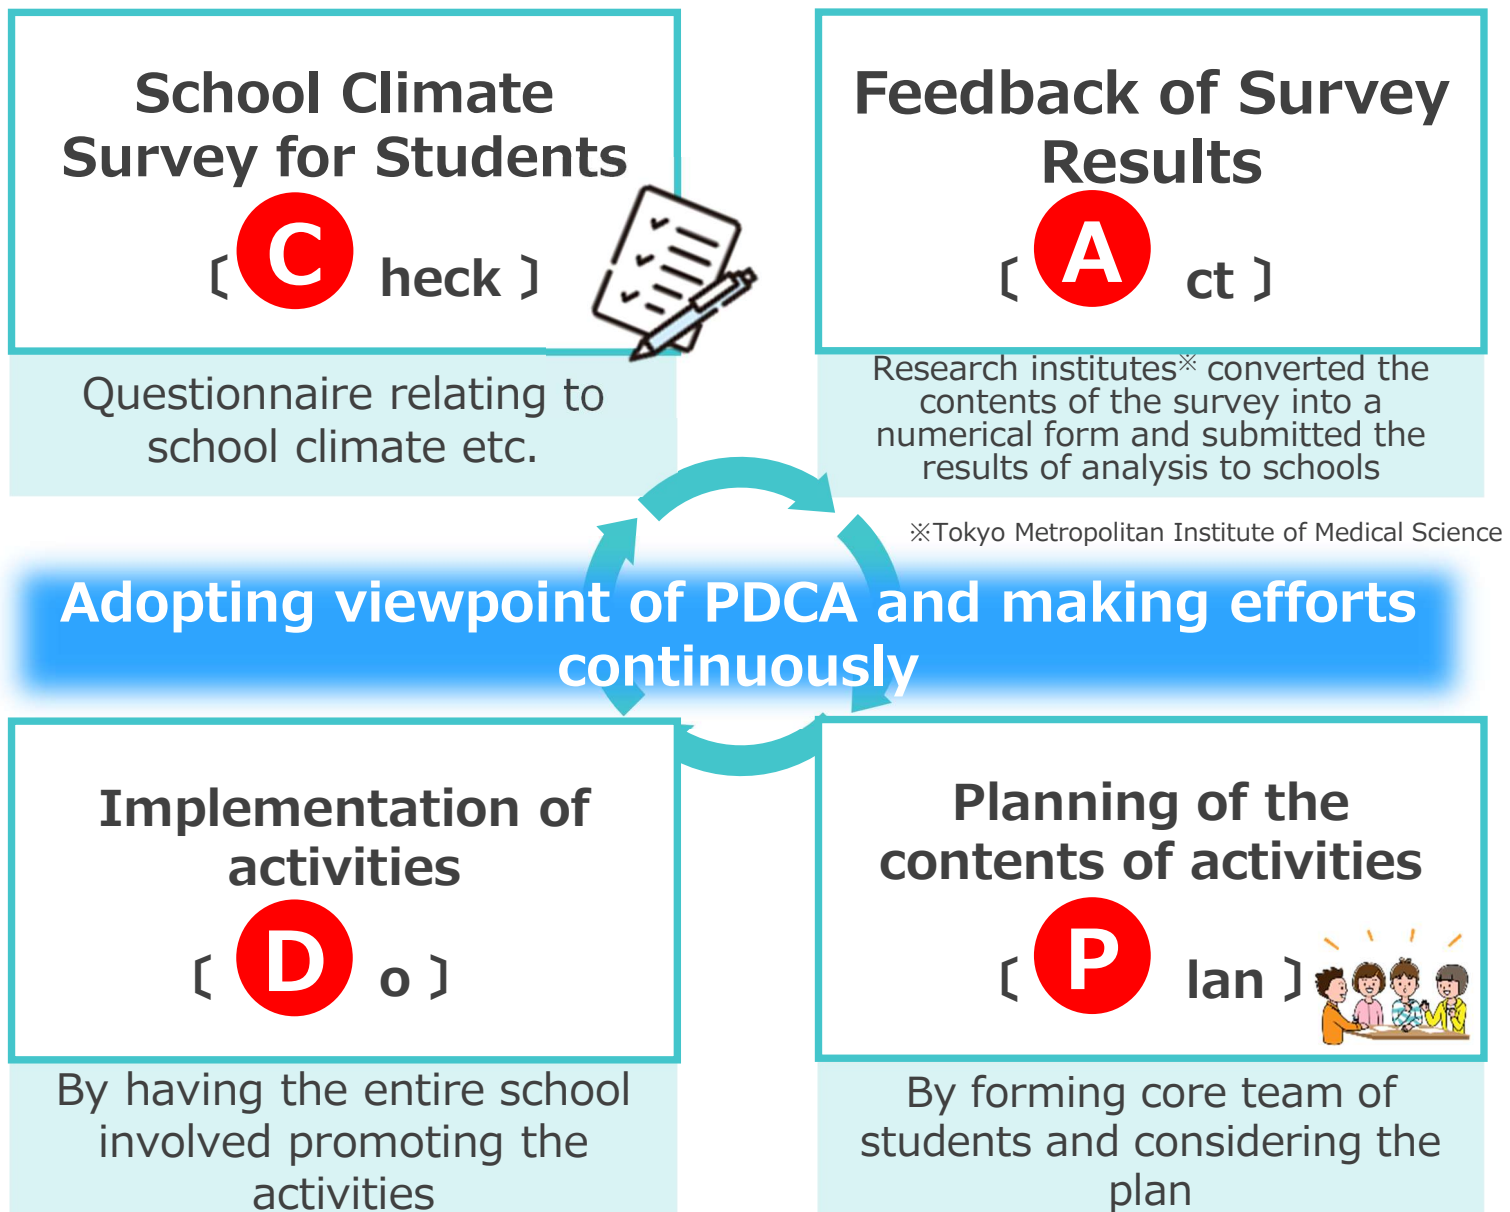 School Climate
Survey for Students
〔 C heck 〕
Questionnaire relating to
school climate etc.
Feedback of Survey
Results
〔 A ct 〕
Research institutes※ converted the
contents of the survey into a
numerical form and submitted the
results of analysis to schools
※Tokyo Metropolitan Institute of Medical Science
Adopting viewpoint of PDCA and making efforts
continuously
Implementation of
activities
〔 D o 〕
By having the entire school
involved promoting the
activities
Planning of the
contents of activities
〔 P lan 〕
By forming core team of
students and considering the
plan